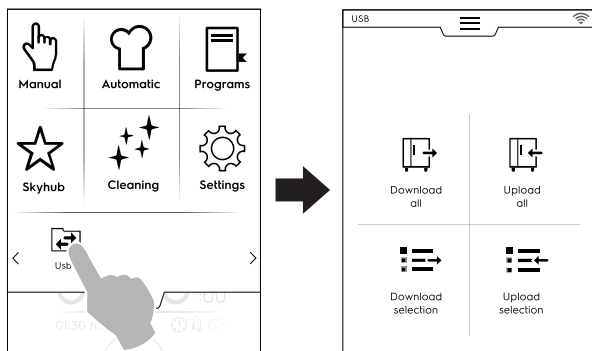 Manual Automatic Programs
Skyhub Cleaning Settings
Usb
01:30 h
:00
USB
Download
all
Upload
all
Download
selection
Upload
selection